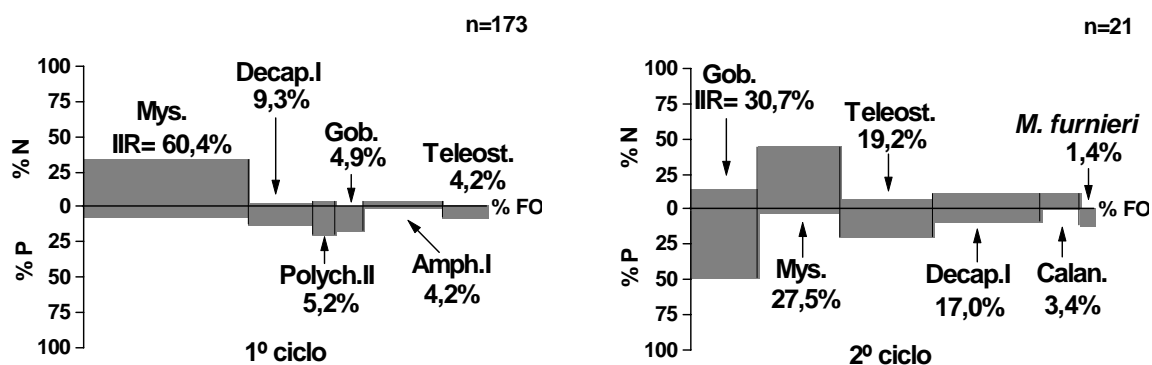 n=173
100
75
50
25
0
25
50
75
100
% N
% P
Mys.
IIR= 60,4%
Decap.I
9,3%
Gob.
4,9%
Teleost.
4,2%
% FO
Polych.II
5,2%
Amph.I
4,2%
1º ciclo
n=21
100
75
50
25
0
25
50
75
100
% N
% P
Gob.
IIR= 30,7%
Teleost.
19,2%
M. furnieri
1,4%
% FO
Mys.
27,5%
Decap.I
17,0%
Calan.
3,4%
2º ciclo